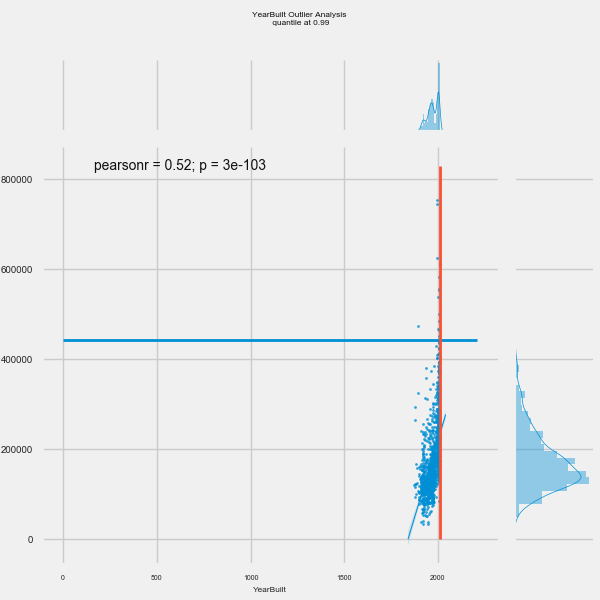 YearBuilt Outlier Analysis
quantile at 0.99
pearsonr = 0.52; p = 3e-103
800000
600000
400000
200000
0
0 500 1000 1500 2000
YearBuilt